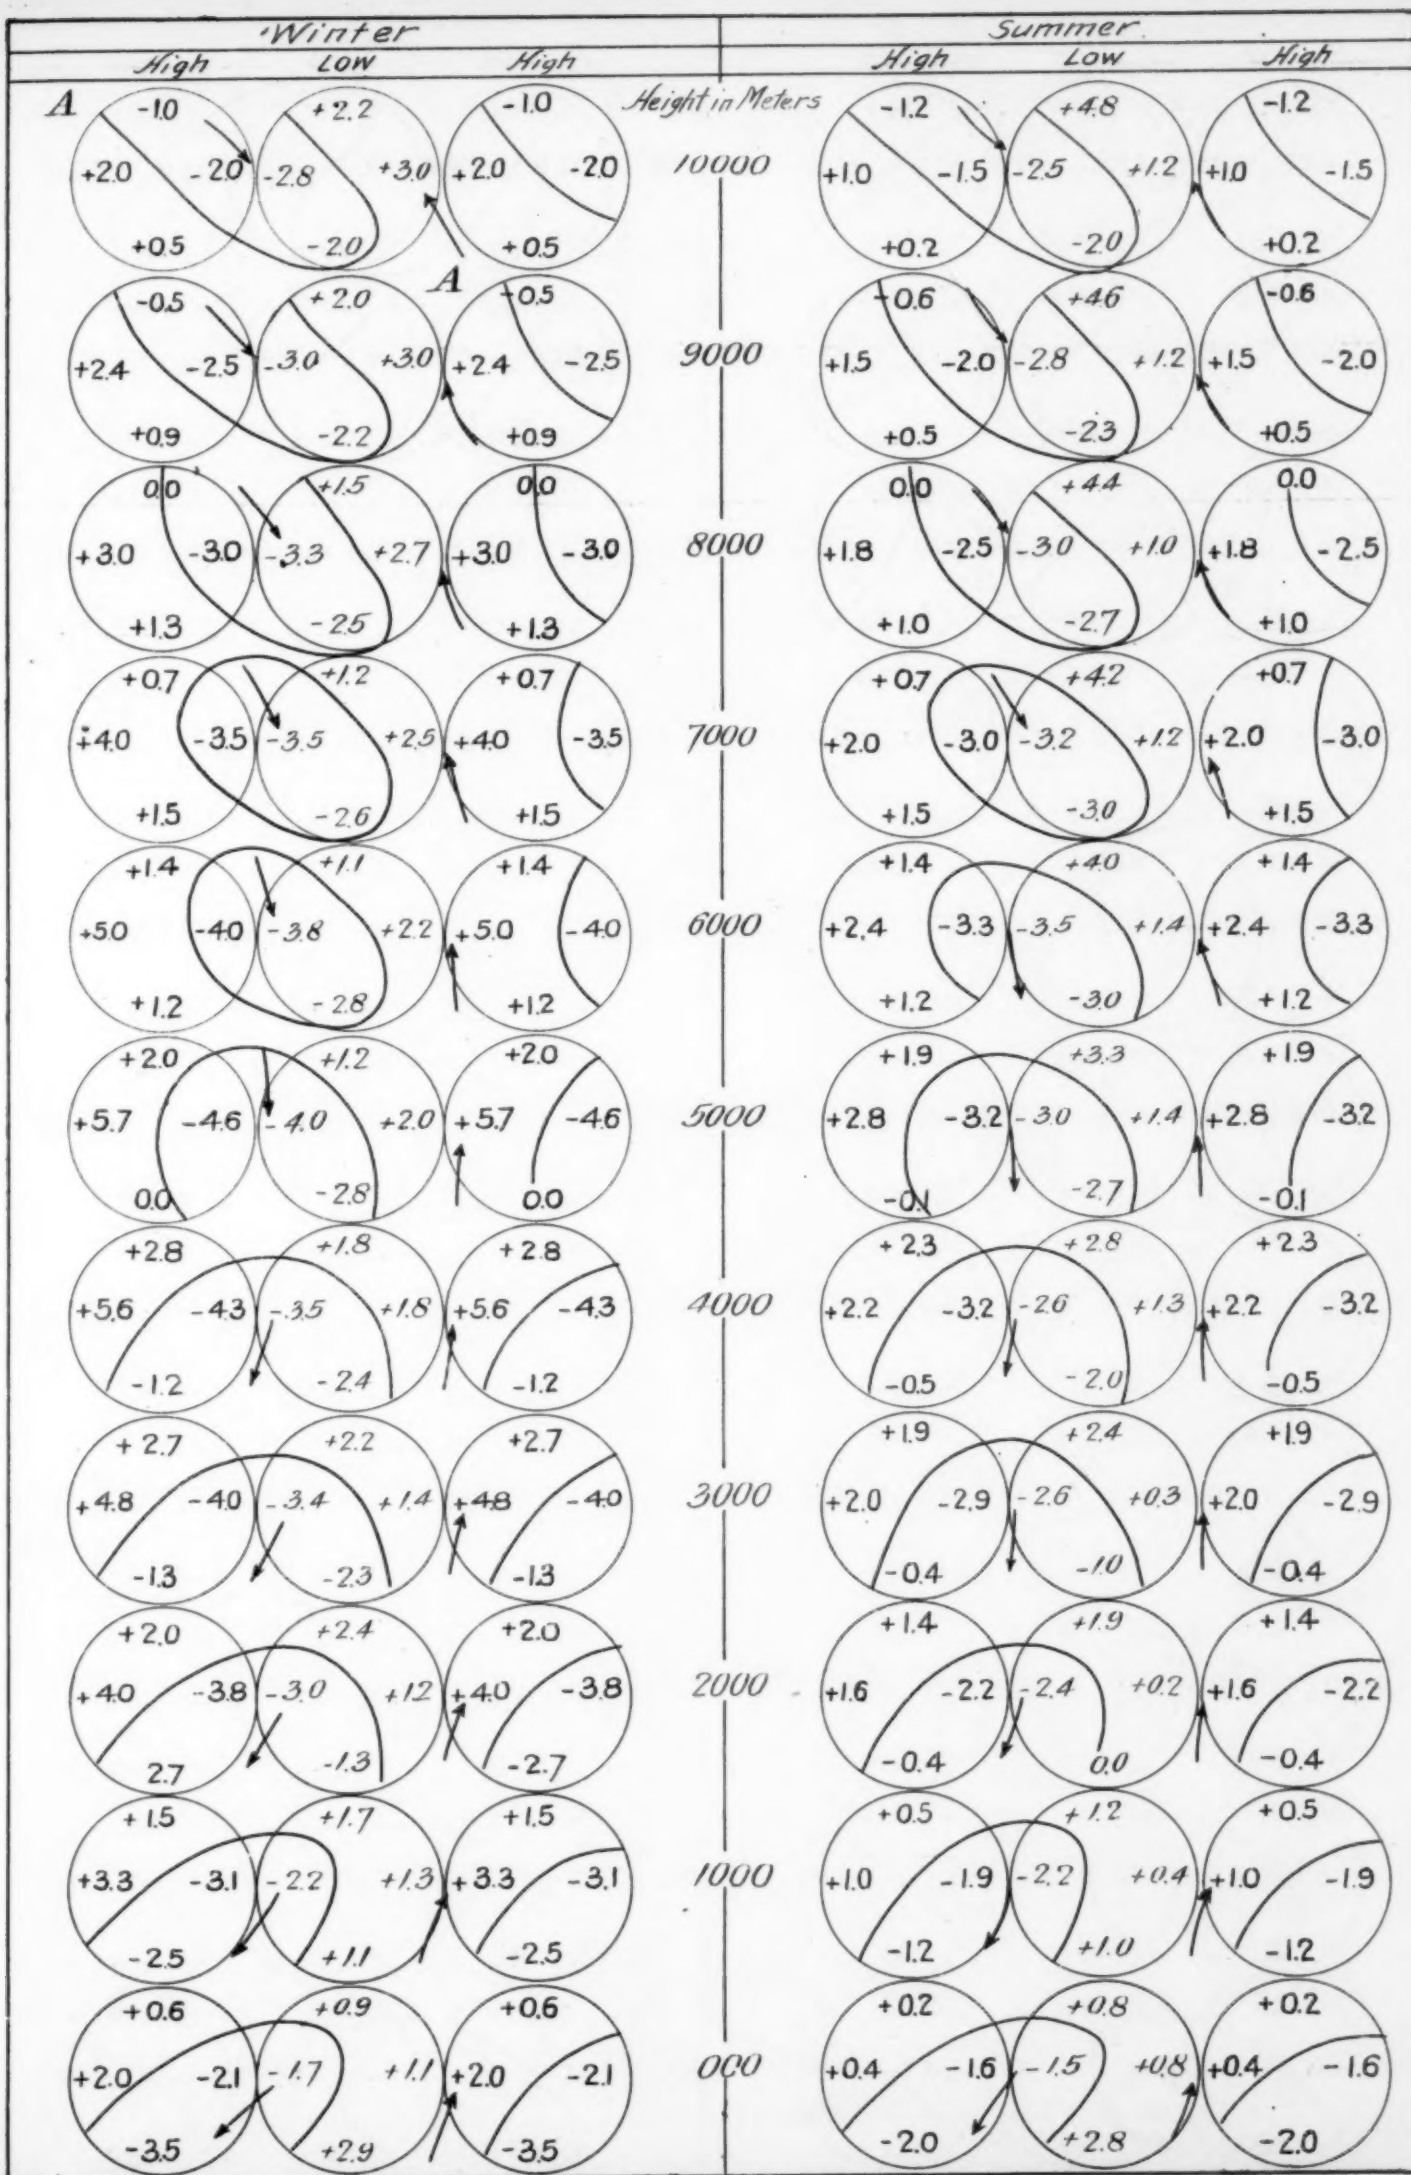 Winter Summer
High Low High High Low High
A -1.0 +2.2 -1.0 Height in Meters -1.2 +4.8 -1.2
+2.0 -2.0 -2.8 +3.0 +2.0 -2.0 10000 +1.0 -1.5 -2.5 +1.2 +1.0 -1.5
+0.5 -2.0 +0.5 +0.2 -2.0 +0.2
A
-0.5 +2.0 -0.5 -0.6 +4.6 -0.6
+2.4 -2.5 -3.0 +3.0 +2.4 -2.5 9000 +1.5 -2.0 -2.8 +1.2 +1.5 -2.0
+0.9 -2.2 +0.9 +0.5 -2.3 +0.5
0.0 +1.5 0.0 0.0 +4.4 0.0
+3.0 -3.0 -3.3 +2.7 +3.0 -3.0 8000 +1.8 -2.5 -3.0 +1.0 +1.8 -2.5
+1.3 -2.5 +1.3 +1.0 -2.7 +1.0
+0.7 +1.2 +0.7 +0.7 +4.2 +0.7
+4.0 -3.5 -3.5 +2.5 +4.0 -3.5 7000 +2.0 -3.0 -3.2 +1.2 +2.0 -3.0
+1.5 -2.6 +1.5 +1.5 -3.0 +1.5
+1.4 +1.1 +1.4 +1.4 +4.0 +1.4
+5.0 -4.0 -3.8 +2.2 +5.0 -4.0 6000 +2.4 -3.3 -3.5 +1.4 +2.4 -3.3
+1.2 -2.8 +1.2 +1.2 -3.0 +1.2
+2.0 +1.2 +2.0 +1.9 +3.3 +1.9
+5.7 -4.6 -4.0 +2.0 +5.7 -4.6 5000 +2.8 -3.2 -3.0 +1.4 +2.8 -3.2
0.0 -2.8 0.0 -0.1 -2.7 -0.1
+2.8 +1.8 +2.8 +2.3 +2.8 +2.3
+5.6 -4.3 -3.5 +1.8 +5.6 -4.3 4000 +2.2 -3.2 -2.6 +1.3 +2.2 -3.2
-1.2 -2.4 -1.2 -0.5 -2.0 -0.5
+2.7 +2.2 +2.7 +1.9 +2.4 +1.9
+4.8 -4.0 -3.4 +1.4 +4.8 -4.0 3000 +2.0 -2.9 -2.6 +0.3 +2.0 -2.9
-1.3 -2.3 -1.3 -0.4 -1.0 -0.4
+2.0 +2.4 +2.0 +1.4 +1.9 +1.4
+4.0 -3.8 -3.0 +1.2 +4.0 -3.8 2000 +1.6 -2.2 -2.4 +0.2 +1.6 -2.2
2.7 -1.3 -2.7 -0.4 0.0 -0.4
+1.5 +1.7 +1.5 +0.5 +1.2 +0.5
+3.3 -3.1 -2.2 +1.3 +3.3 -3.1 1000 +1.0 -1.9 -2.2 +0.4 +1.0 -1.9
-2.5 +1.1 -2.5 -1.2 +1.0 -1.2
+0.6 +0.9 +0.6 +0.2 +0.8 +0.2
+2.0 -2.1 -1.7 +1.1 +2.0 -2.1 000 +0.4 -1.6 -1.5 +0.8 +0.4 -1.6
-3.5 +2.9 -3.5 -2.0 +2.8 -2.0